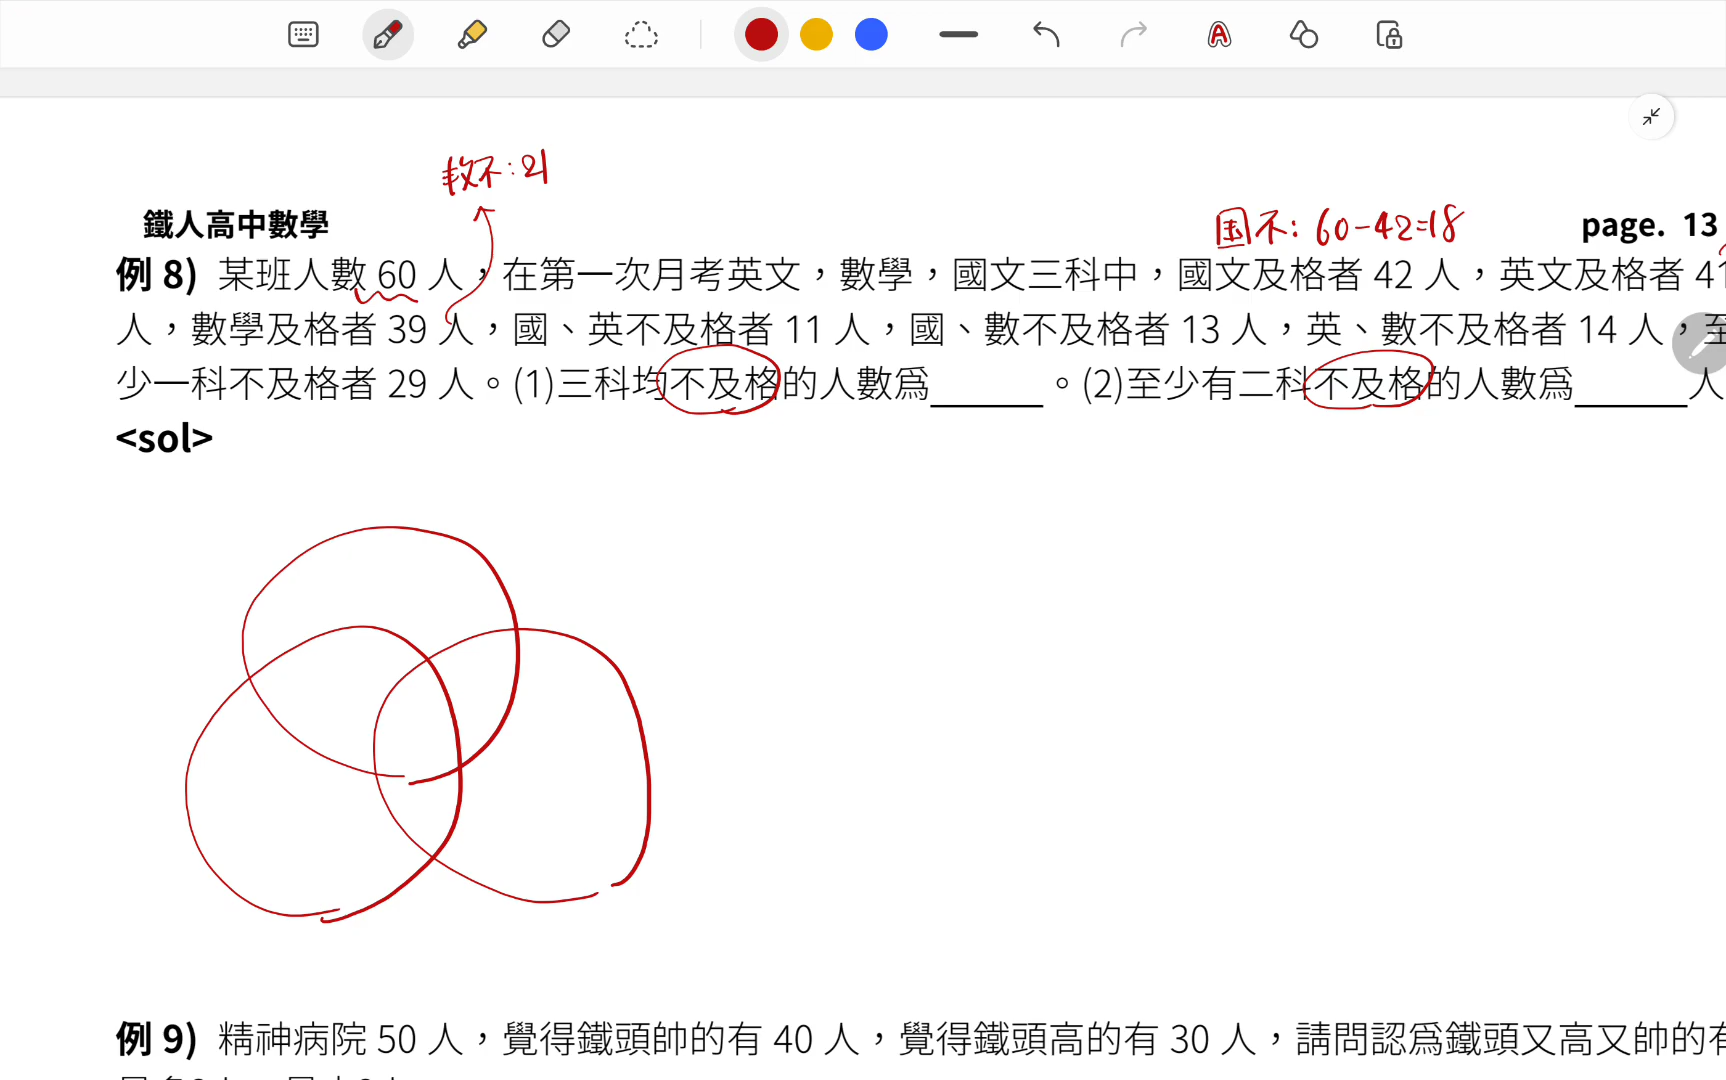 数不:21
鐵人高中數學
国不: 60-42=18
page. 13
例 8) 某班人數 60 人，在第一次月考英文，數學，國文三科中，國文及格者 42 人，英文及格者 41
人，數學及格者 39 人，國、英不及格者 11 人，國、數不及格者 13 人，英、數不及格者 14 人，至
少一科不及格者 29 人。(1)三科均不及格的人數爲______。(2)至少有二科不及格的人數爲______人
<sol>
例 9) 精神病院 50 人，覺得鐵頭帥的有 40 人，覺得鐵頭高的有 30 人，請問認爲鐵頭又高又帥的有